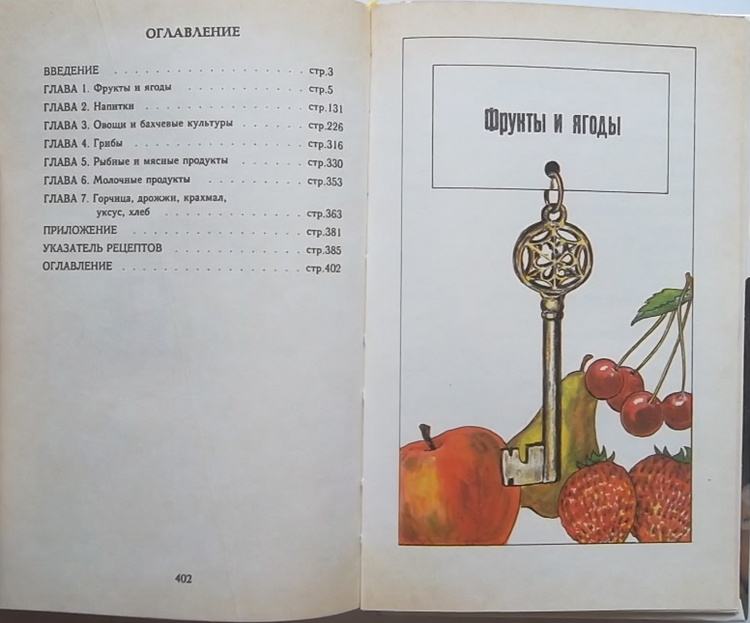 ОГЛАВЛЕНИЕ
ВВЕДЕНИЕ . . . . . . . . . . . . . . . . . . . стр.3
ГЛАВА 1. Фрукты и ягоды . . . . . . . . . . . . . стр.5
ГЛАВА 2. Напитки . . . . . . . . . . . . . . . . стр.131
ГЛАВА 3. Овощи и бахчевые культуры . . . . . . . стр.226
ГЛАВА 4. Грибы . . . . . . . . . . . . . . . . . стр.316
ГЛАВА 5. Рыбные и мясные продукты . . . . . . . стр.330
ГЛАВА 6. Молочные продукты . . . . . . . . . . стр.353
ГЛАВА 7. Горчица, дрожжи, крахмал,
уксус, хлеб . . . . . . . . . . . . . стр.363
ПРИЛОЖЕНИЕ . . . . . . . . . . . . . . . . . стр.381
УКАЗАТЕЛЬ РЕЦЕПТОВ . . . . . . . . . . . . стр.385
ОГЛАВЛЕНИЕ . . . . . . . . . . . . . . . . . стр.402
402
Фрукты и ягоды